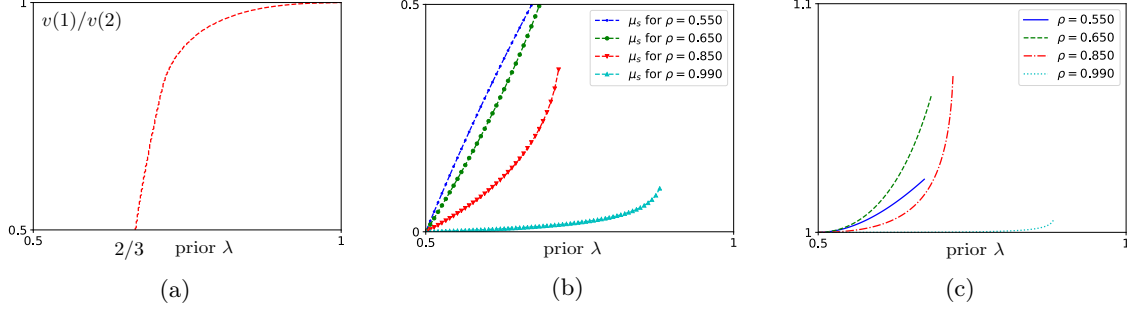 1
v(1)/v(2)
0.5
0.5
2/3
prior λ
1
(a)
0.5
μs for ρ = 0.550
μs for ρ = 0.650
μs for ρ = 0.850
μs for ρ = 0.990
0
0.5
prior λ
1
(b)
1.1
ρ = 0.550
ρ = 0.650
ρ = 0.850
ρ = 0.990
1
0.5
prior λ
1
(c)